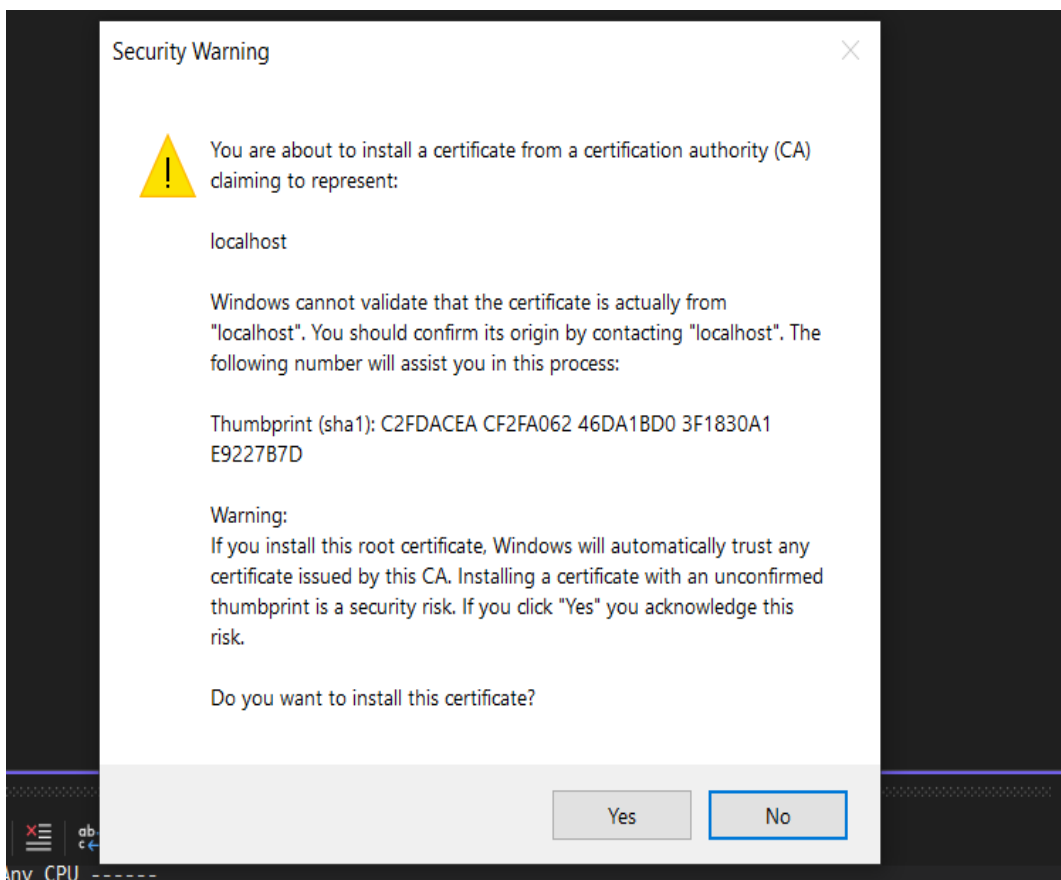 Security Warning
You are about to install a certificate from a certification authority (CA)
claiming to represent:
localhost
Windows cannot validate that the certificate is actually from
"localhost". You should confirm its origin by contacting "localhost". The
following number will assist you in this process:
Thumbprint (sha1): C2FDACEA CF2FA062 46DA1BD0 3F1830A1
E9227B7D
Warning:
If you install this root certificate, Windows will automatically trust any
certificate issued by this CA. Installing a certificate with an unconfirmed
thumbprint is a security risk. If you click "Yes" you acknowledge this
risk.
Do you want to install this certificate?
Yes No
Any CPU ------